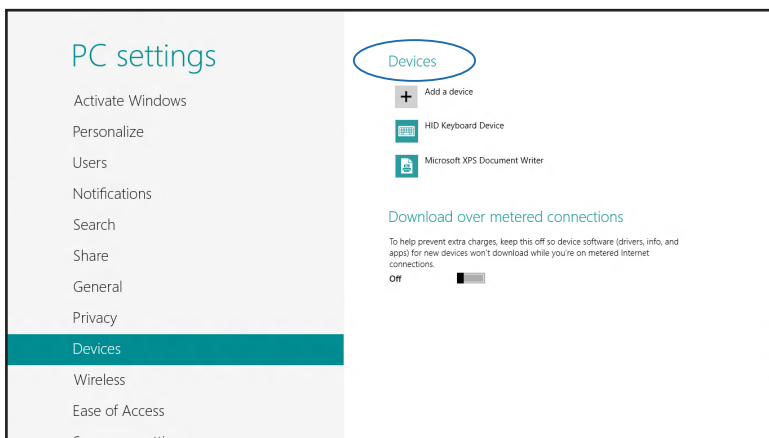 PC settings
Activate Windows
Personalize
Users
Notifications
Search
Share
General
Privacy
Devices
Wireless
Ease of Access
Devices
Add a device
HID Keyboard Device
Microsoft XPS Document Writer
Download over metered connections
To help prevent extra charges, keep this off so device software (drivers, info, and
apps) for new devices won't download while you're on metered Internet
connections.
Off